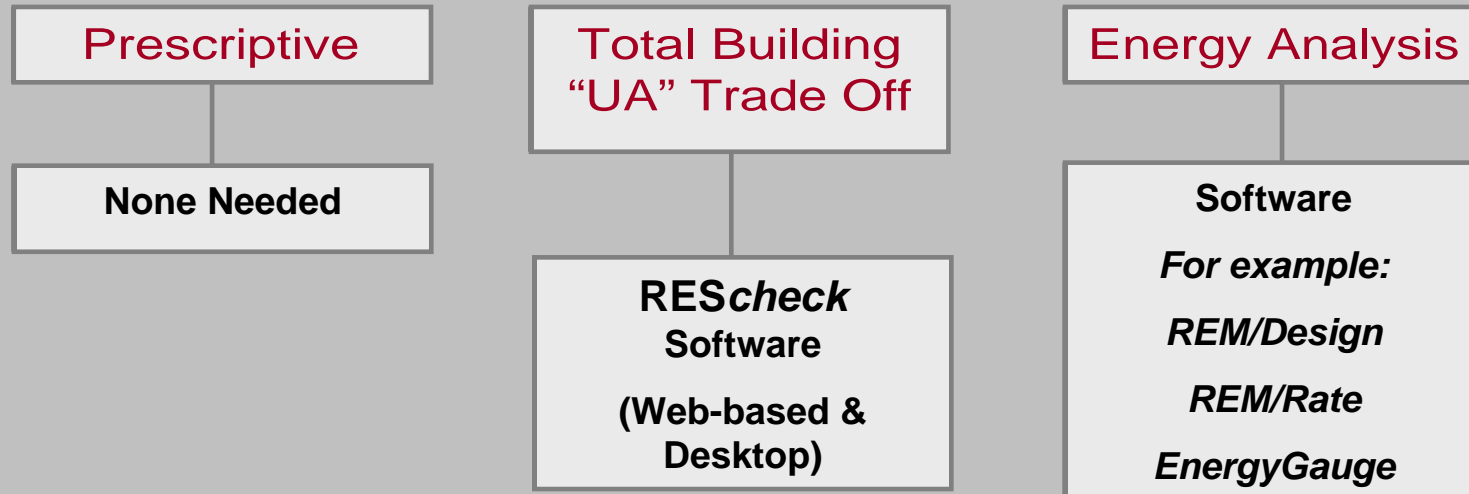 Prescriptive
None Needed
Total Building
“UA” Trade Off
REScheck
Software
(Web-based &
Desktop)
Energy Analysis
Software
For example:
REM/Design
REM/Rate
EnergyGauge